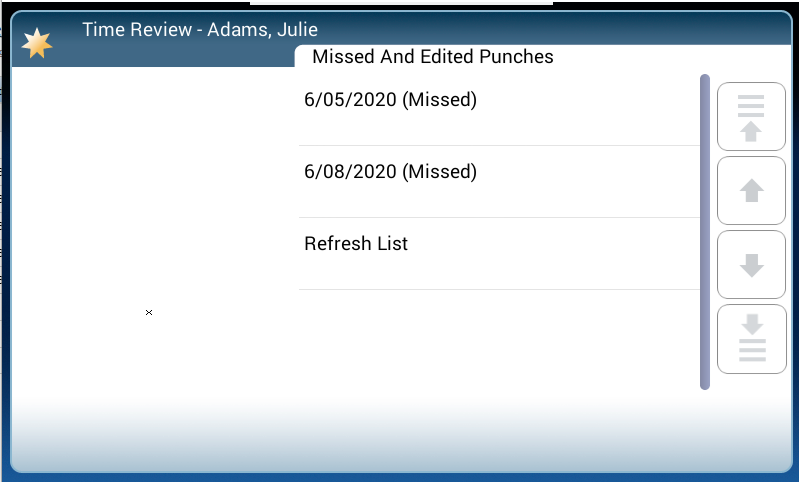 Time Review - Adams, Julie
Missed And Edited Punches
6/05/2020 (Missed)
6/08/2020 (Missed)
Refresh List